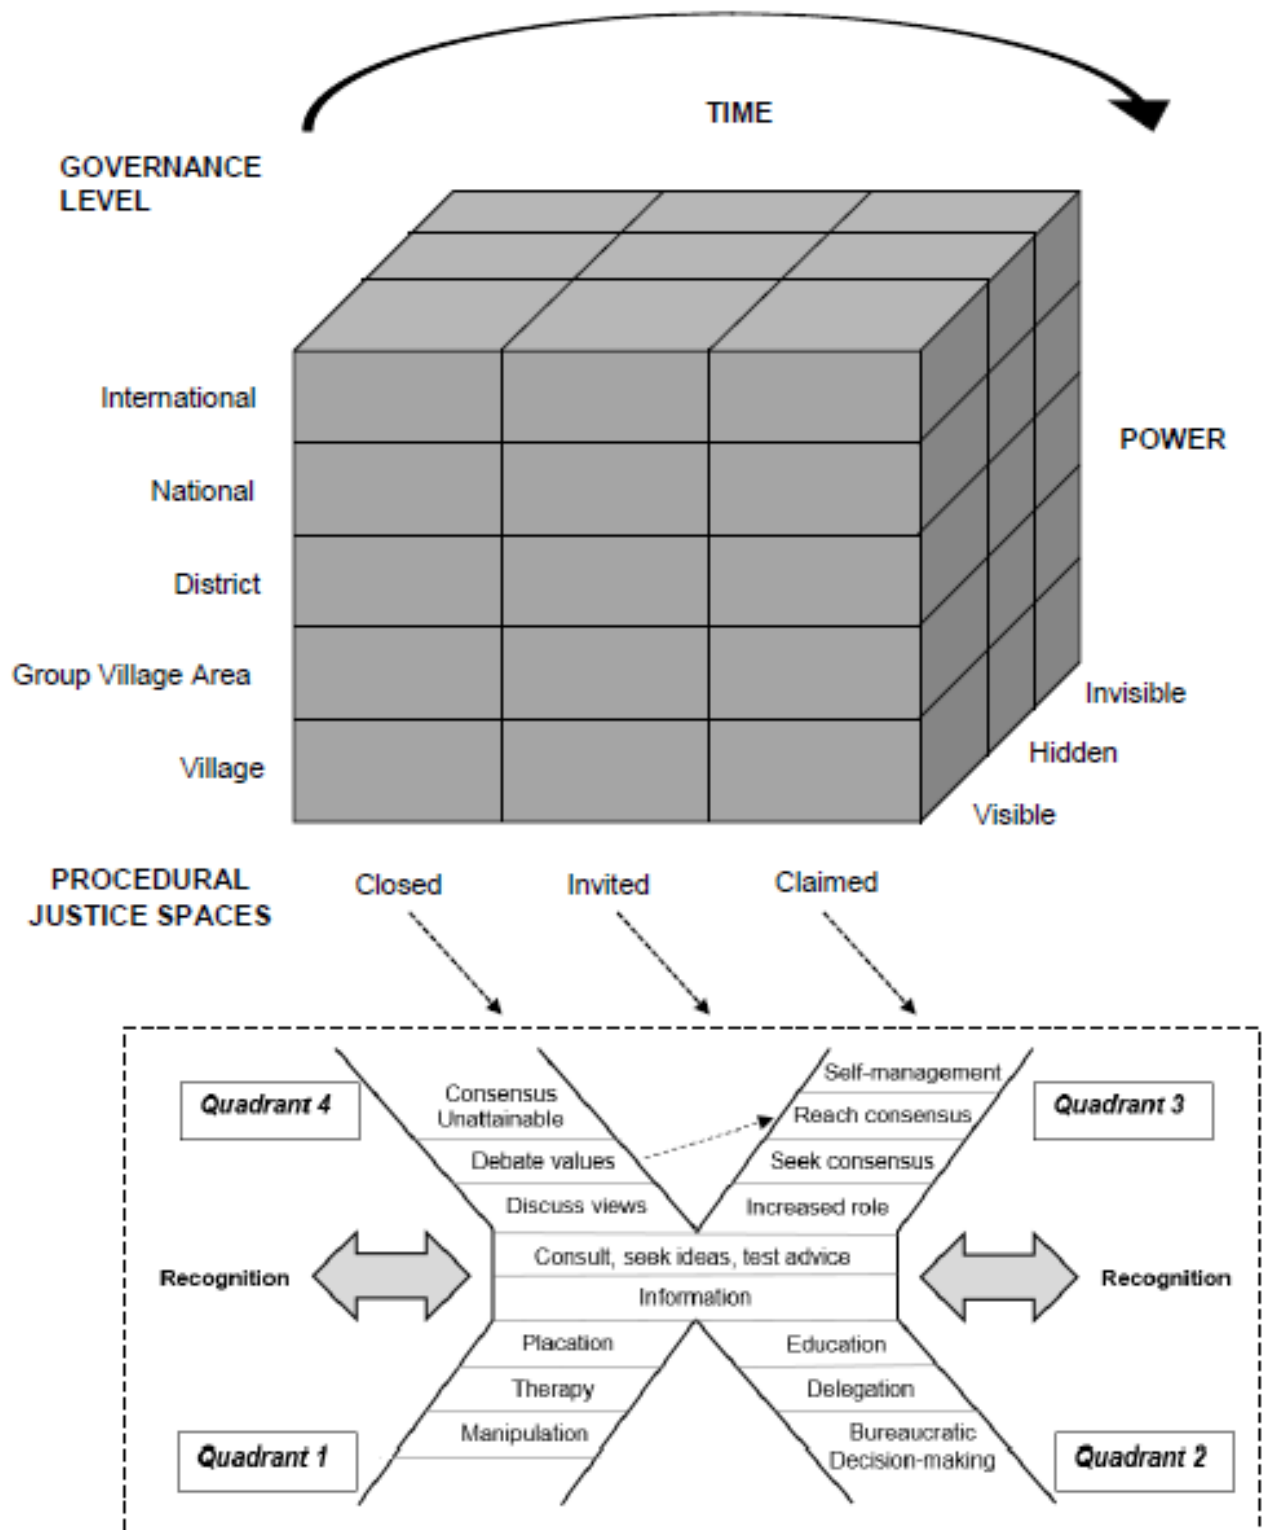 TIME
GOVERNANCE
LEVEL
International
National
POWER
District
Group Village Area
Village
Invisible
Hidden
Visible
PROCEDURAL
JUSTICE SPACES
Closed
Invited
Claimed
Quadrant 4
Consensus
Unattainable
Debate values
Discuss views
Self-management
Reach consensus
Seek consensus
Increased role
Quadrant 3
Consult, seek ideas, test advice
Information
Recognition
Recognition
Placation
Therapy
Manipulation
Quadrant 1
Education
Delegation
Bureaucratic
Decision-making
Quadrant 2